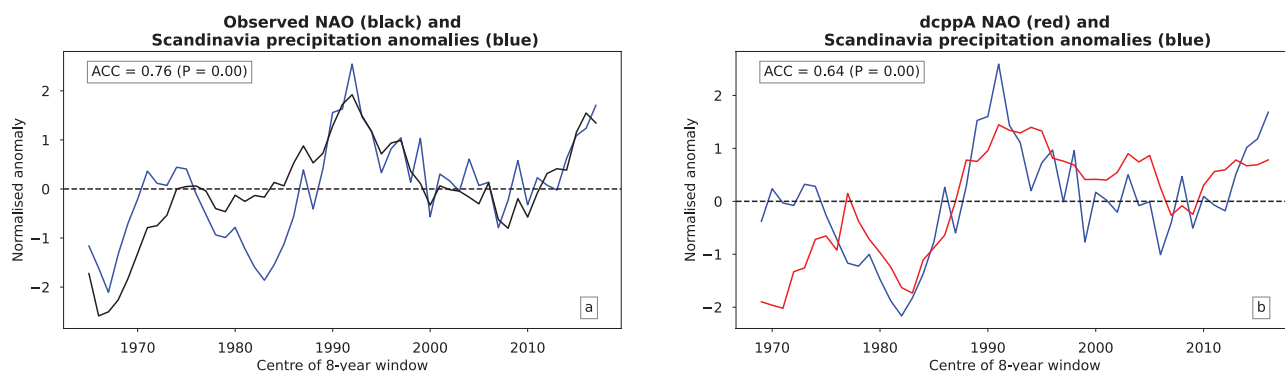 Observed NAO (black) and
Scandinavia precipitation anomalies (blue)
ACC = 0.76 (P = 0.00)
Normalised anomaly
2
1
0
−1
−2
a
1970 1980 1990 2000 2010
Centre of 8-year window
dcppA NAO (red) and
Scandinavia precipitation anomalies (blue)
ACC = 0.64 (P = 0.00)
Normalised anomaly
2
1
0
−1
−2
b
1970 1980 1990 2000 2010
Centre of 8-year window